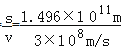 s/v = 1.496×10¹¹m / 3×10⁸m/s